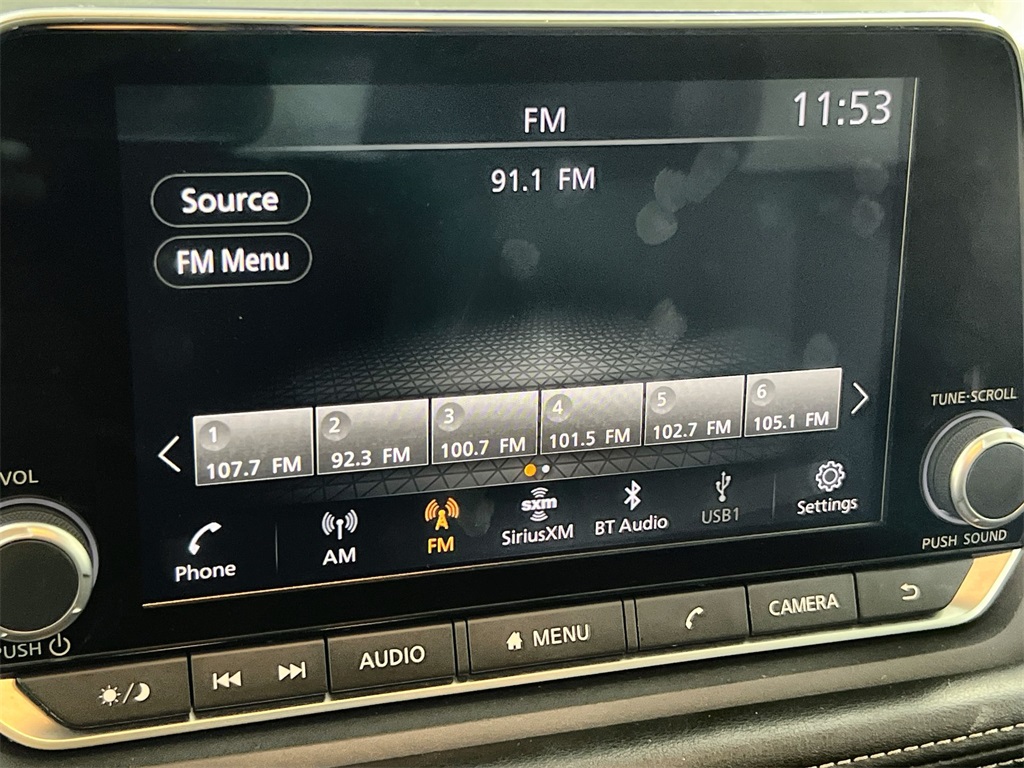 FM
11:53
91.1 FM
Source
FM Menu
1
107.7 FM
2
92.3 FM
3
100.7 FM
4
101.5 FM
5
102.7 FM
6
105.1 FM
TUNE·SCROLL
VOL
Phone
AM
FM
sxm
SiriusXM
BT Audio
USB1
Settings
PUSH SOUND
PUSH
AUDIO
MENU
CAMERA